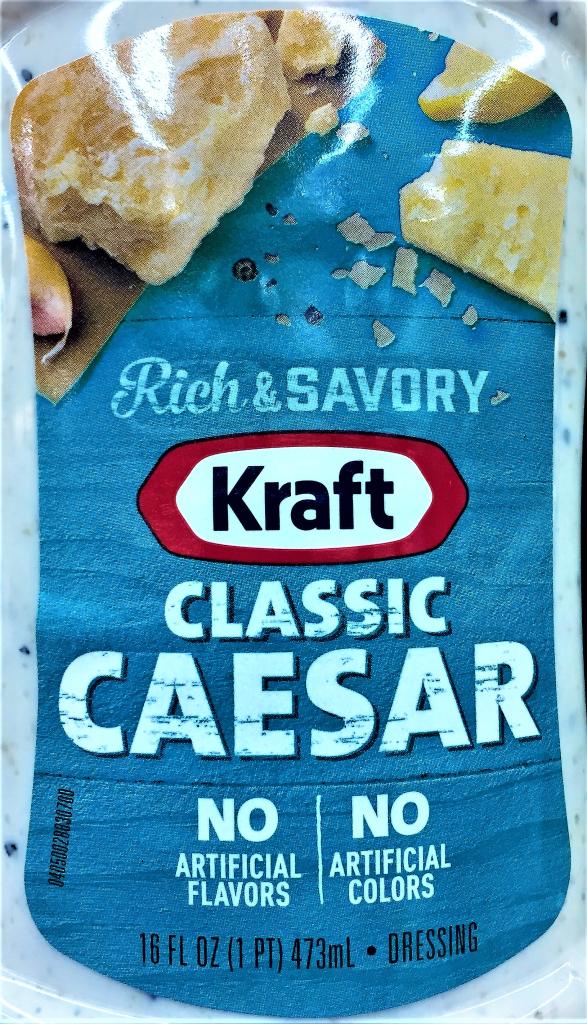 Rich & SAVORY
Kraft
CLASSIC
CAESAR
NO
ARTIFICIAL
FLAVORS
NO
ARTIFICIAL
COLORS
16 FL OZ (1 PT) 473mL • DRESSING